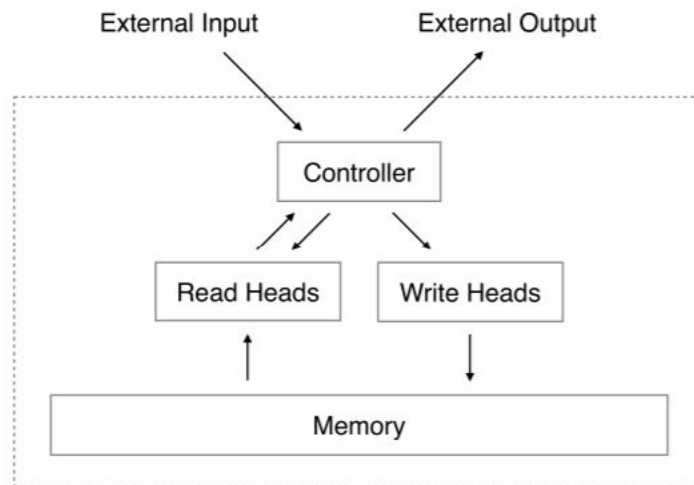 External Input
External Output
Controller
Read Heads
Write Heads
Memory